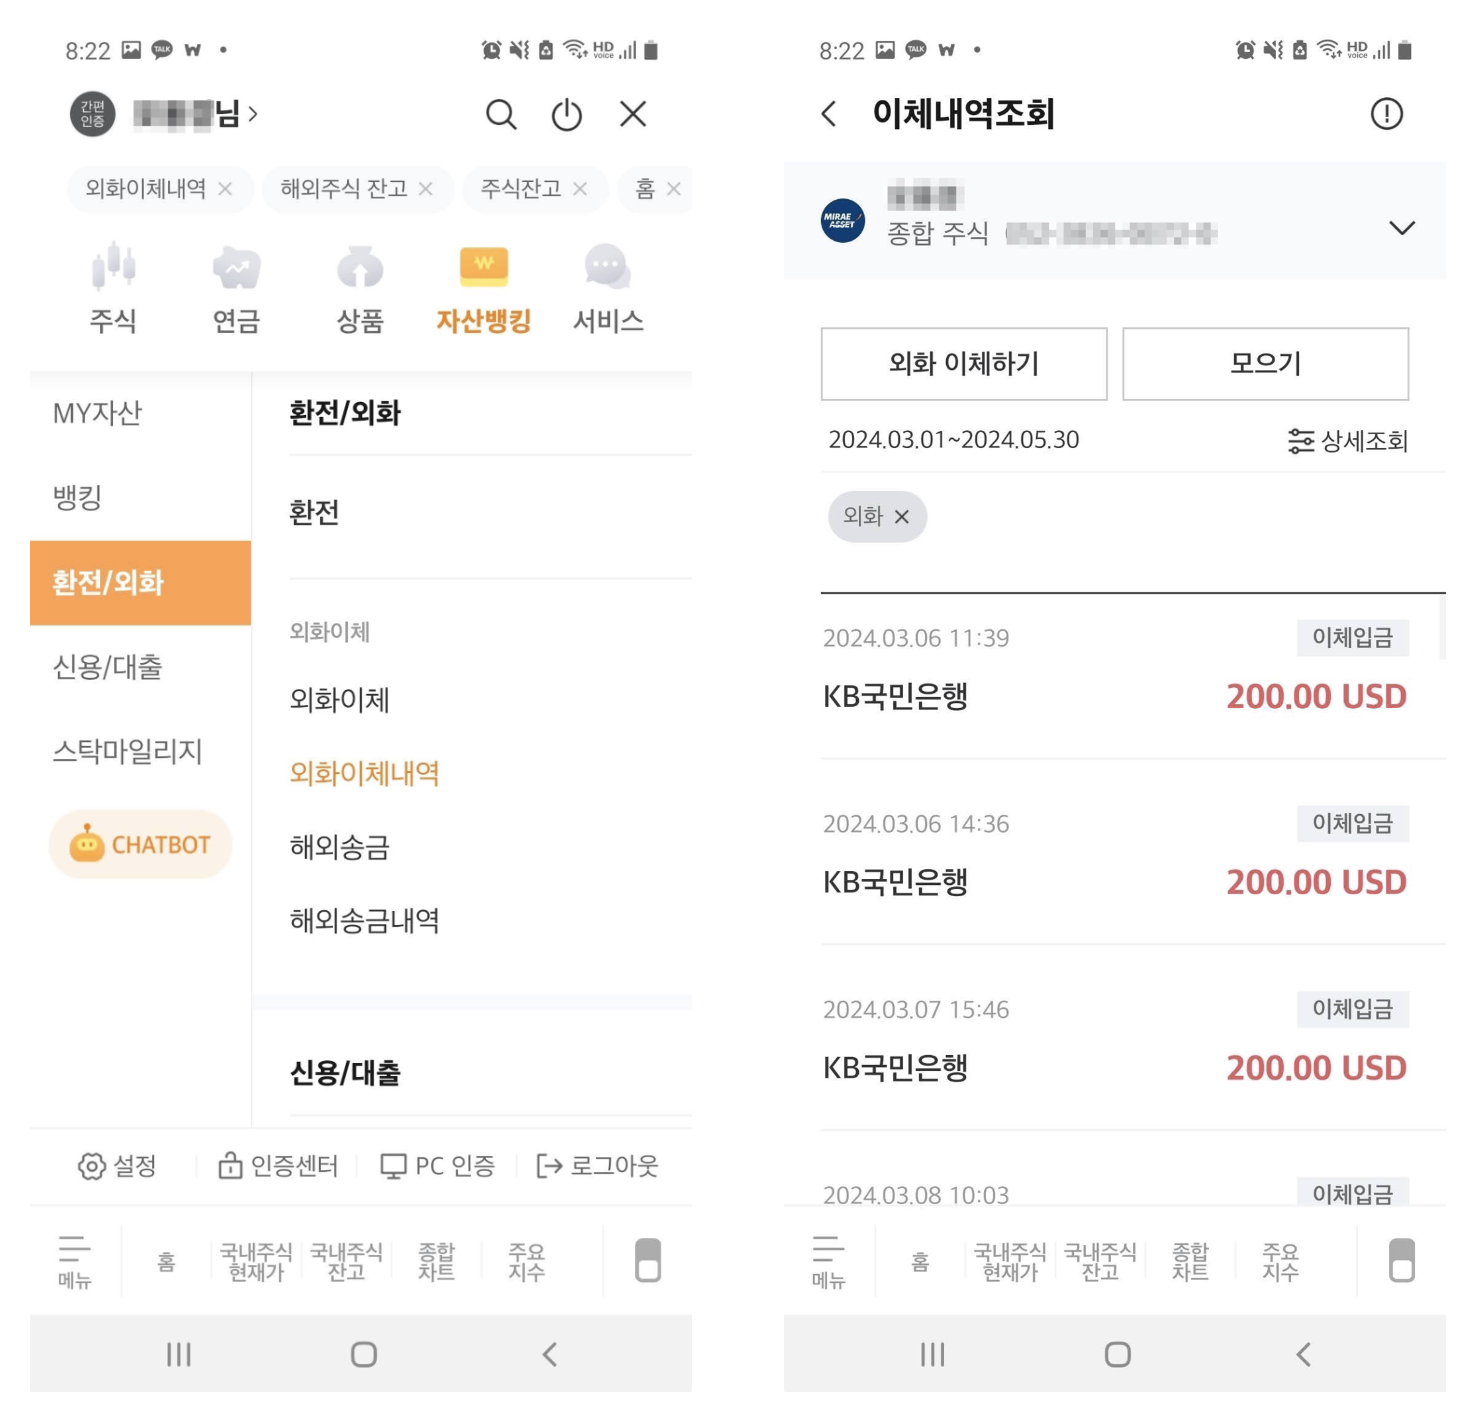 8:22 TALK W HD voice
간편
인증
님 >
외화이체내역 × 해외주식 잔고 × 주식잔고 × 홈 ×
주식 연금 상품 자산뱅킹 서비스
MY자산
뱅킹
환전/외화
신용/대출
스탁마일리지
CHATBOT
환전/외화
환전
외화이체
외화이체
외화이체내역
해외송금
해외송금내역
신용/대출
설정 인증센터 PC 인증 로그아웃
메뉴 홈 국내주식 현재가 국내주식 잔고 종합 차트 주요 지수
8:22 TALK W HD voice
이체내역조회
MIRAE ASSET
종합 주식
외화 이체하기 모으기
2024.03.01~2024.05.30 상세조회
외화 ×
2024.03.06 11:39 이체입금
KB국민은행 200.00 USD
2024.03.06 14:36 이체입금
KB국민은행 200.00 USD
2024.03.07 15:46 이체입금
KB국민은행 200.00 USD
2024.03.08 10:03 이체입금
메뉴 홈 국내주식 현재가 국내주식 잔고 종합 차트 주요 지수